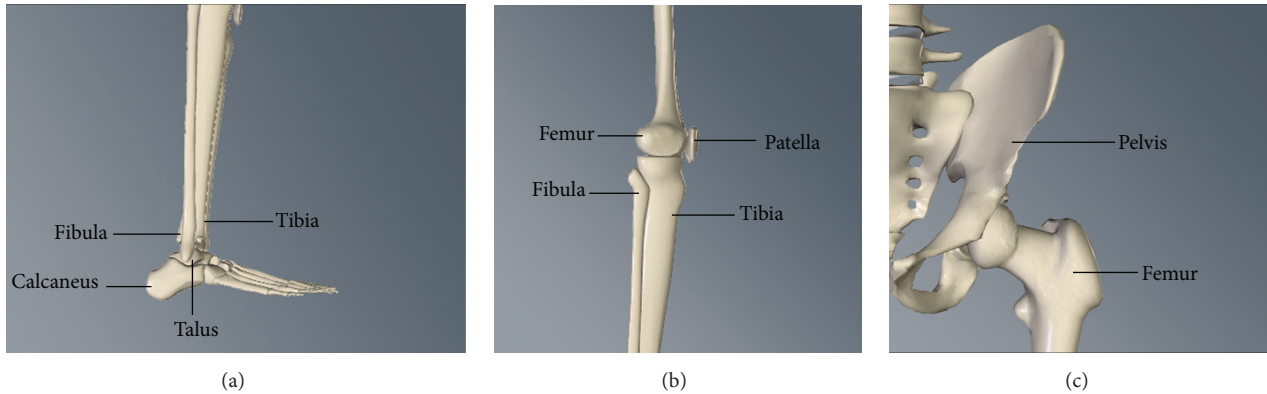 Fibula
Tibia
Calcaneus
Talus
(a)
Femur
Patella
Fibula
Tibia
(b)
Pelvis
Femur
(c)